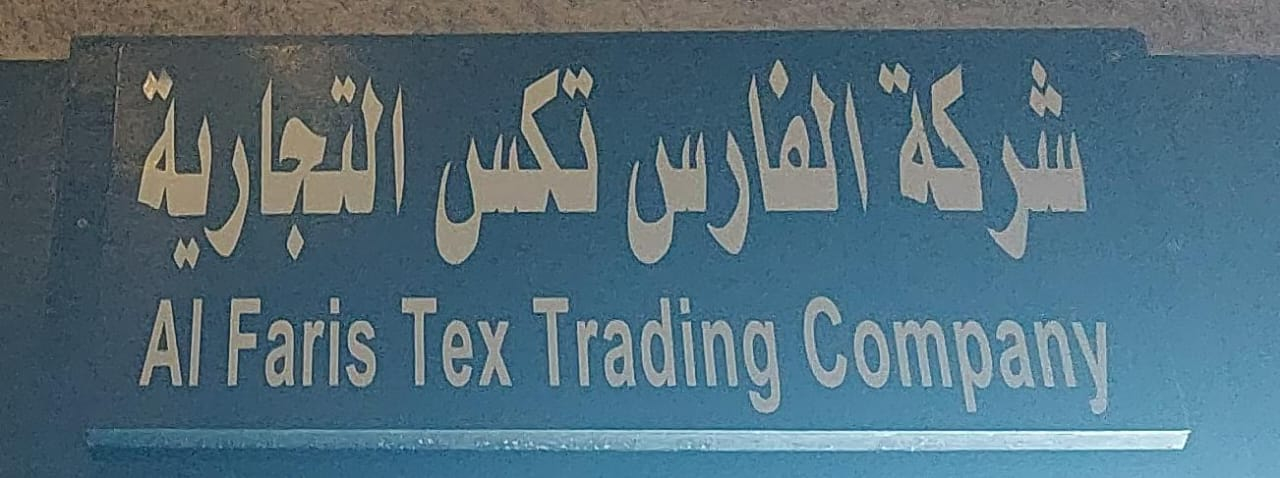 شركة الفارس تكس التجارية
Al Faris Tex Trading Company